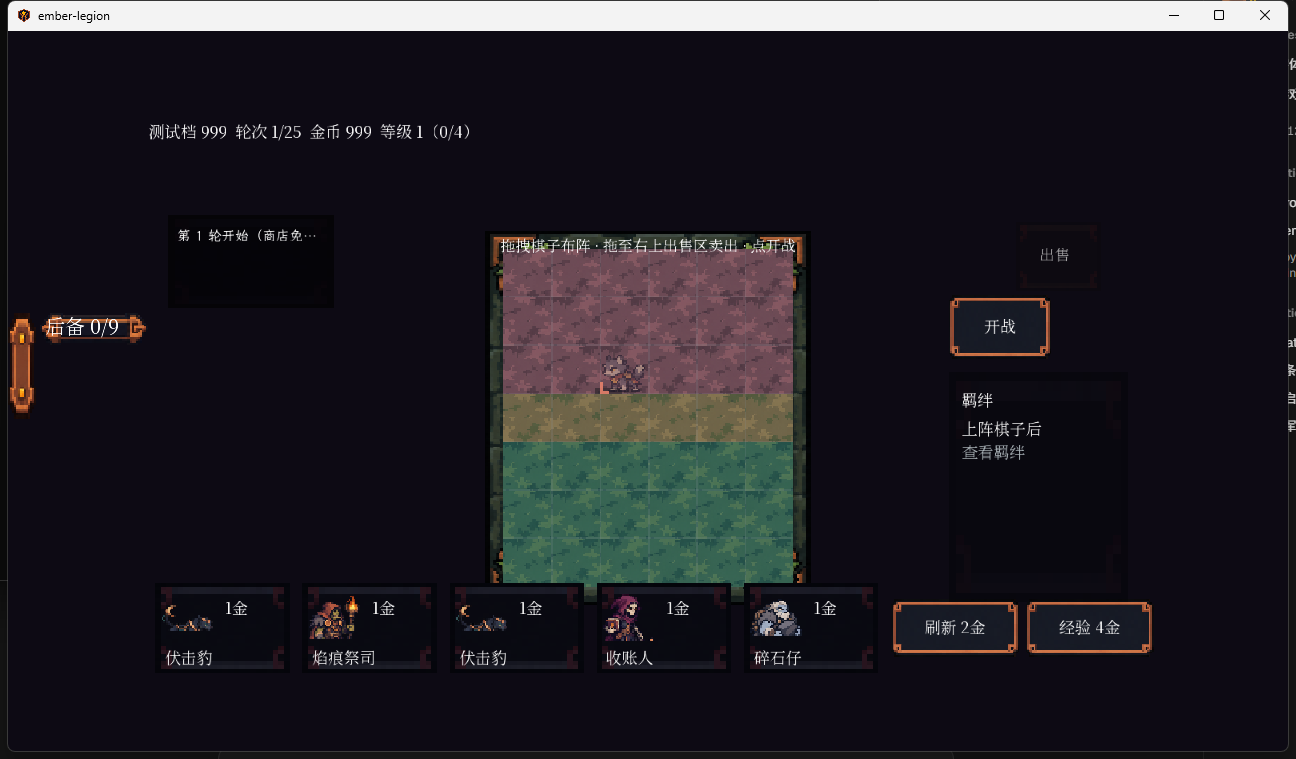 ember-legion
测试档 999 轮次 1/25 金币 999 等级 1（0/4）
第 1 轮开始（商店免…
拖拽棋子布阵 · 拖至右上出售区卖出 · 点开战
出售
后备 0/9
开战
羁绊
上阵棋子后
查看羁绊
1金
伏击豹
1金
焰痕祭司
1金
伏击豹
1金
收账人
1金
碎石仔
刷新 2金
经验 4金